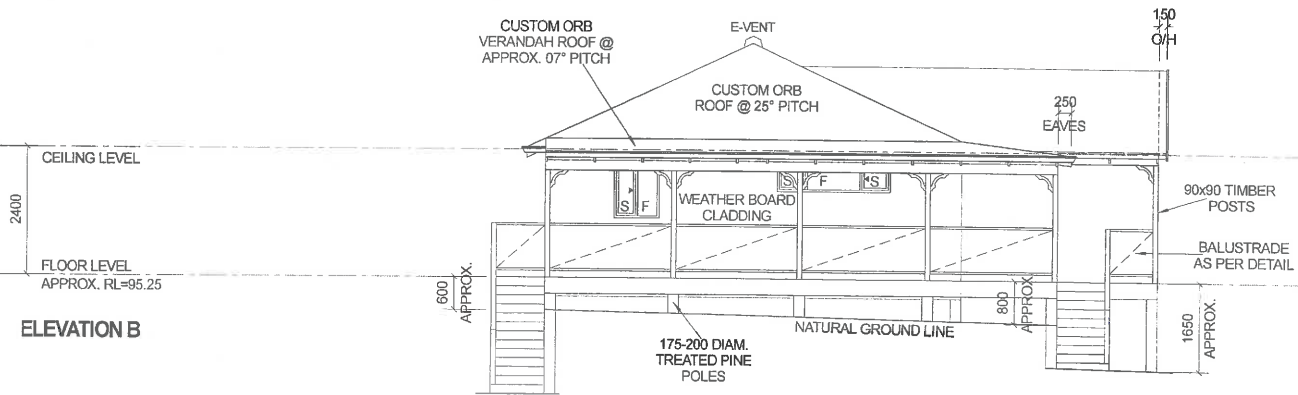 150
O/H
CUSTOM ORB
VERANDAH ROOF @
APPROX. 07° PITCH
E-VENT
CUSTOM ORB
ROOF @ 25° PITCH
250
EAVES
CEILING LEVEL
2400
S F
S F S
WEATHER BOARD
CLADDING
90x90 TIMBER
POSTS
BALUSTRADE
AS PER DETAIL
FLOOR LEVEL
APPROX. RL=95.25
600
APPROX.
800
APPROX.
1650
APPROX.
ELEVATION B
NATURAL GROUND LINE
175-200 DIAM.
TREATED PINE
POLES